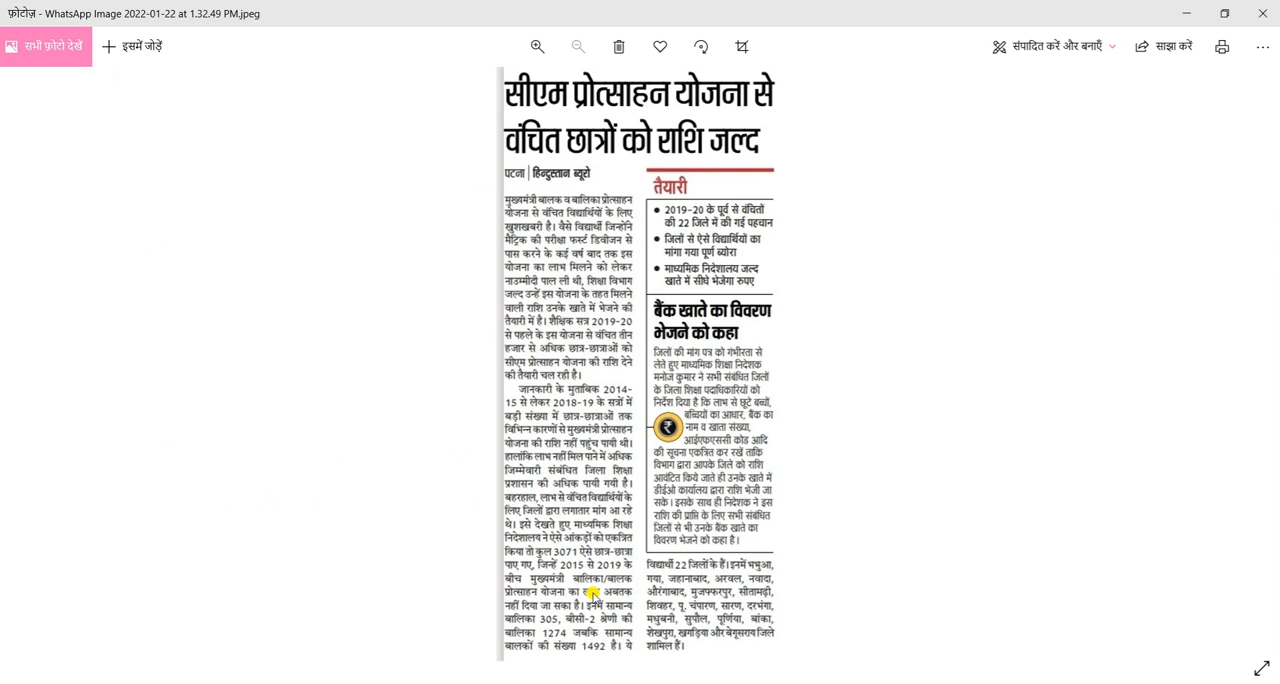 फ़ोटोज़ - WhatsApp Image 2022-01-22 at 1.32.49 PM.jpeg
सभी फ़ोटो देखें
इसमें जोड़ें
संपादित करें और बनाएँ
साझा करें
सीएम प्रोत्साहन योजना से
वंचित छात्रों को राशि जल्द
पटना | हिन्दुस्तान ब्यूरो
मुख्यमंत्री बालक व बालिका प्रोत्साहन
योजना से वंचित विद्यार्थियों के लिए
खुशखबरी है। वैसे विद्यार्थी जिन्होंने
मैट्रिक की परीक्षा फर्स्ट डिवीजन से
पास करने के कई वर्ष बाद तक इस
योजना का लाभ मिलने को लेकर
नाउम्मीदी पाल ली थी, शिक्षा विभाग
जल्द उन्हें इस योजना के तहत मिलने
वाली राशि उनके खाते में भेजने की
तैयारी में है। शैक्षिक सत्र 2019-20
से पहले के इस योजना से वंचित तीन
हजार से अधिक छात्र-छात्राओं को
सीएम प्रोत्साहन योजना की राशि देने
की तैयारी चल रही है।
जानकारी के मुताबिक 2014-
15 से लेकर 2018-19 के सत्रों में
बड़ी संख्या में छात्र-छात्राओं तक
विभिन्न कारणों से मुख्यमंत्री प्रोत्साहन
योजना की राशि नहीं पहुंच पायी थी।
हालांकि लाभ नहीं मिल पाने में अधिक
जिम्मेवारी संबंधित जिला शिक्षा
प्रशासन की अधिक पायी गयी है।
बहरहाल, लाभ से वंचित विद्यार्थियों के
लिए जिलों द्वारा लगातार मांग आ रहे
थे। इसे देखते हुए माध्यमिक शिक्षा
निदेशालय ने ऐसे आंकड़ों को एकत्रित
किया तो कुल 3071 ऐसे छात्र-छात्रा
पाए गए, जिन्हें 2015 से 2019 के
बीच मुख्यमंत्री बालिका/बालक
प्रोत्साहन योजना का अबतक
नहीं दिया जा सका है। इनमें सामान्य
बालिका 305, बीसी-2 श्रेणी की
बालिका 1274 जबकि सामान्य
बालकों की संख्या 1492 है। ये
तैयारी
• 2019-20 के पूर्व से वंचितों
की 22 जिले में की गई पहचान
• जिलों से ऐसे विद्यार्थियों का
मांगा गया पूर्ण ब्योरा
• माध्यमिक निदेशालय जल्द
खाते में सीधे भेजेगा रुपए
बैंक खाते का विवरण
भेजने को कहा
जिलों की मांग पत्र को गंभीरता से
लेते हुए माध्यमिक शिक्षा निदेशक
मनोज कुमार ने सभी संबंधित जिलों
के जिला शिक्षा पदाधिकारियों को
निर्देश दिया है कि लाभ से छूटे बच्चों,
बच्चियों का आधार, बैंक का
नाम व खाता संख्या,
आईएफएससी कोड आदि
की सूचना एकत्रित कर रखें ताकि
विभाग द्वारा आपके जिले को राशि
आवंटित किये जाते ही उनके खाते में
डीईओ कार्यालय द्वारा राशि भेजी जा
सके। इसके साथ ही निदेशक ने इस
राशि की प्राप्ति के लिए सभी संबंधित
जिलों से भी उनके बैंक खाते का
विवरण भेजने को कहा है।
₹
विद्यार्थी 22 जिलों के हैं। इनमें भभुआ,
गया, जहानाबाद, अरवल, नवादा,
औरंगाबाद, मुजफ्फरपुर, सीतामढ़ी,
शिवहर, पू. चंपारण, सारण, दरभंगा,
मधुबनी, सुपौल, पूर्णिया, बांका,
शेखपुरा, खगड़िया और बेगूसराय जिले
शामिल हैं।